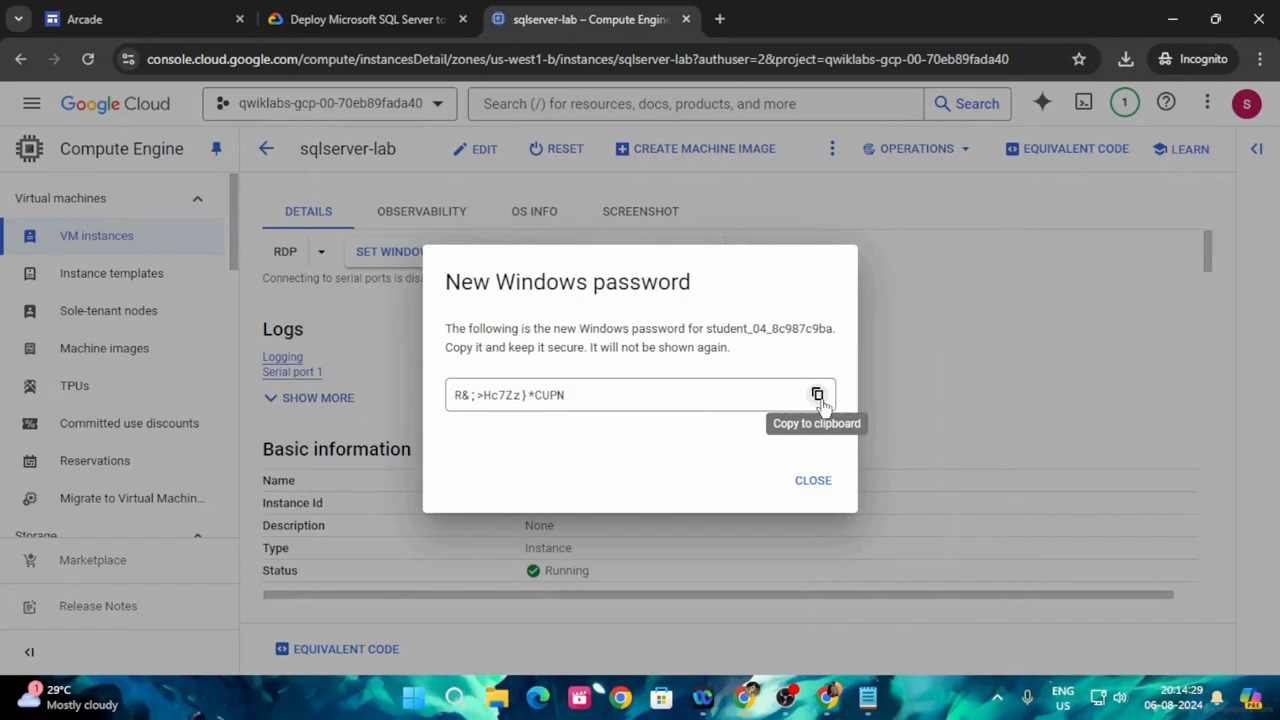 Arcade
Deploy Microsoft SQL Server to
sqlserver-lab – Compute Engine
console.cloud.google.com/compute/instancesDetail/zones/us-west1-b/instances/sqlserver-lab?authuser=2&project=qwiklabs-gcp-00-70eb89fada40
Incognito
Google Cloud
qwiklabs-gcp-00-70eb89fada40
Search (/) for resources, docs, products, and more
Search
1
S
Compute Engine
sqlserver-lab
EDIT
RESET
CREATE MACHINE IMAGE
OPERATIONS
EQUIVALENT CODE
LEARN
Virtual machines
VM instances
Instance templates
Sole-tenant nodes
Machine images
TPUs
Committed use discounts
Reservations
Migrate to Virtual Machin...
Storage
Marketplace
Release Notes
DETAILS
OBSERVABILITY
OS INFO
SCREENSHOT
RDP
SET WINDOW
Connecting to serial ports is disa
Logs
Logging
Serial port 1
SHOW MORE
Basic information
Name
Instance Id
Description
None
Type
Instance
Status
Running
EQUIVALENT CODE
New Windows password
The following is the new Windows password for student_04_8c987c9ba.
Copy it and keep it secure. It will not be shown again.
R&;>Hc7Zz}*CUPN
Copy to clipboard
CLOSE
1
29°C
Mostly cloudy
ENG
US
20:14:29
06-08-2024
PRE